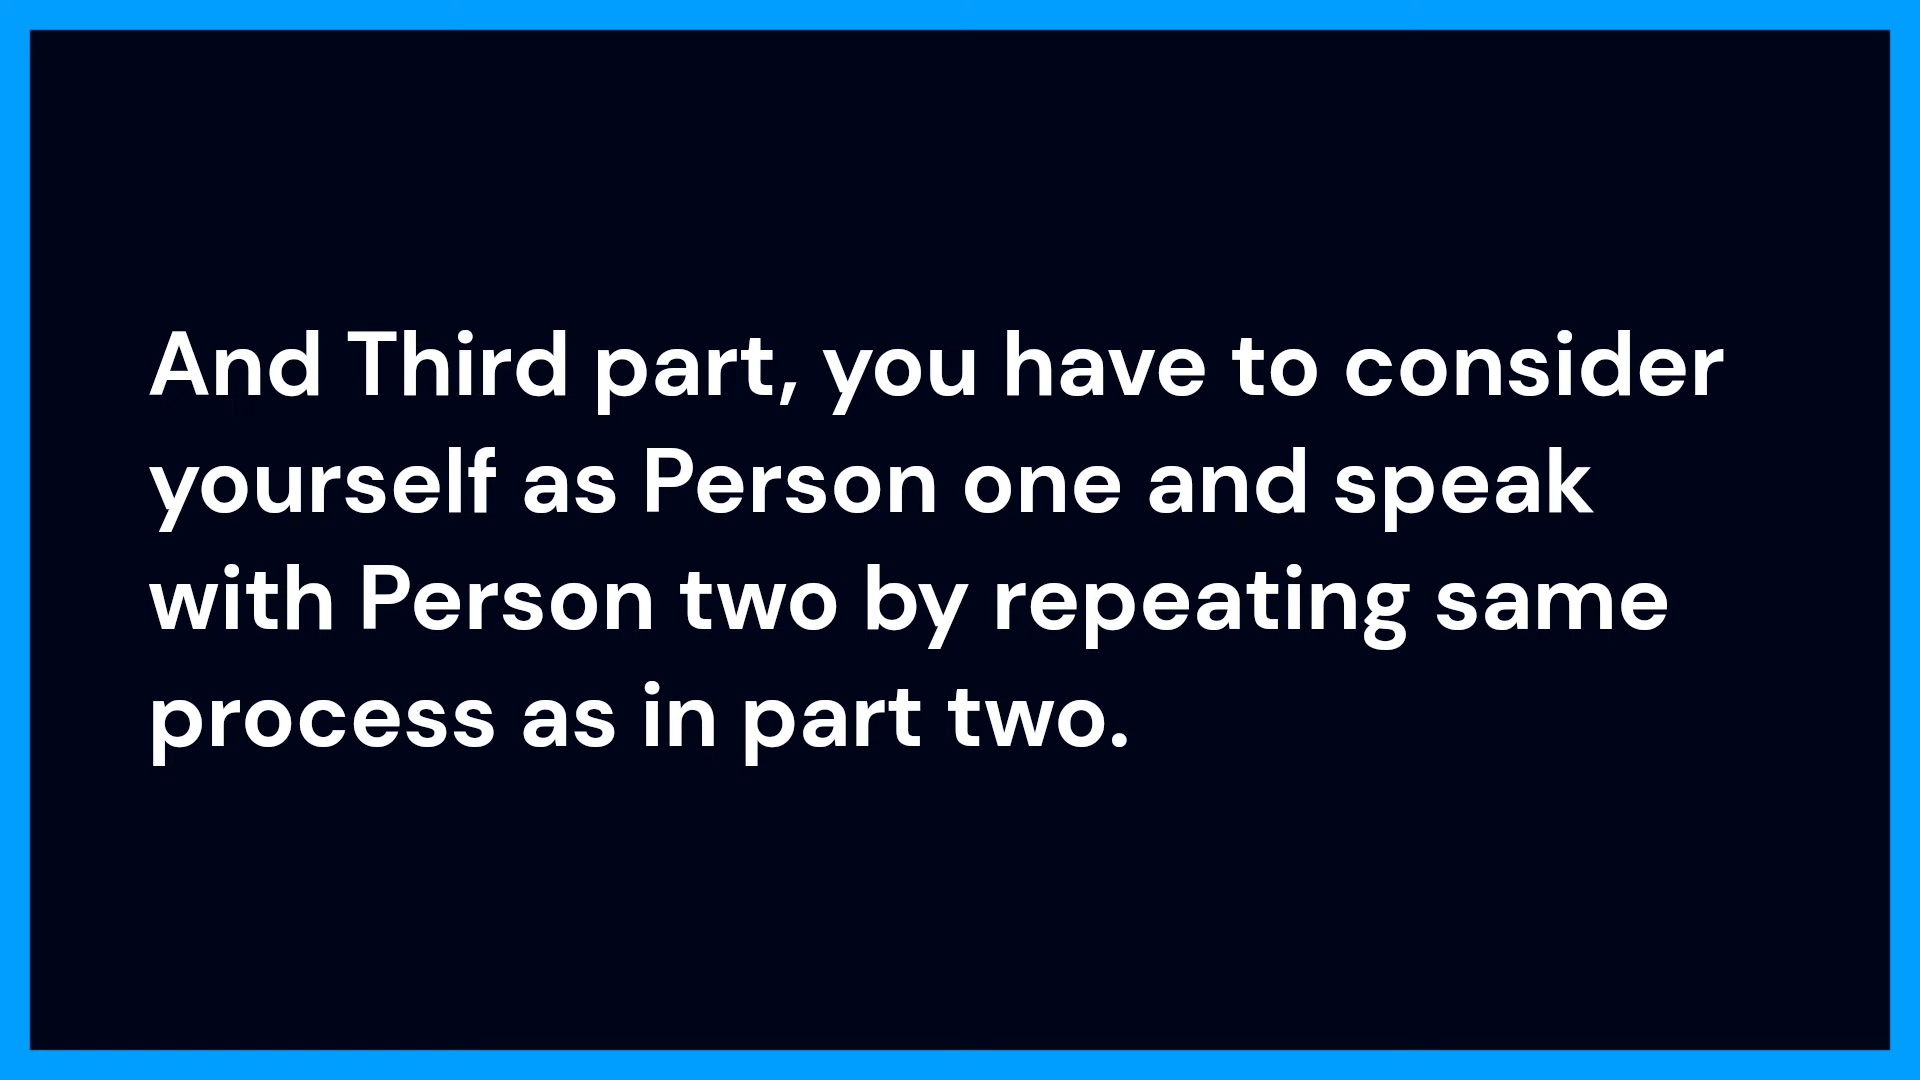 And Third part, you have to consider
yourself as Person one and speak
with Person two by repeating same
process as in part two.